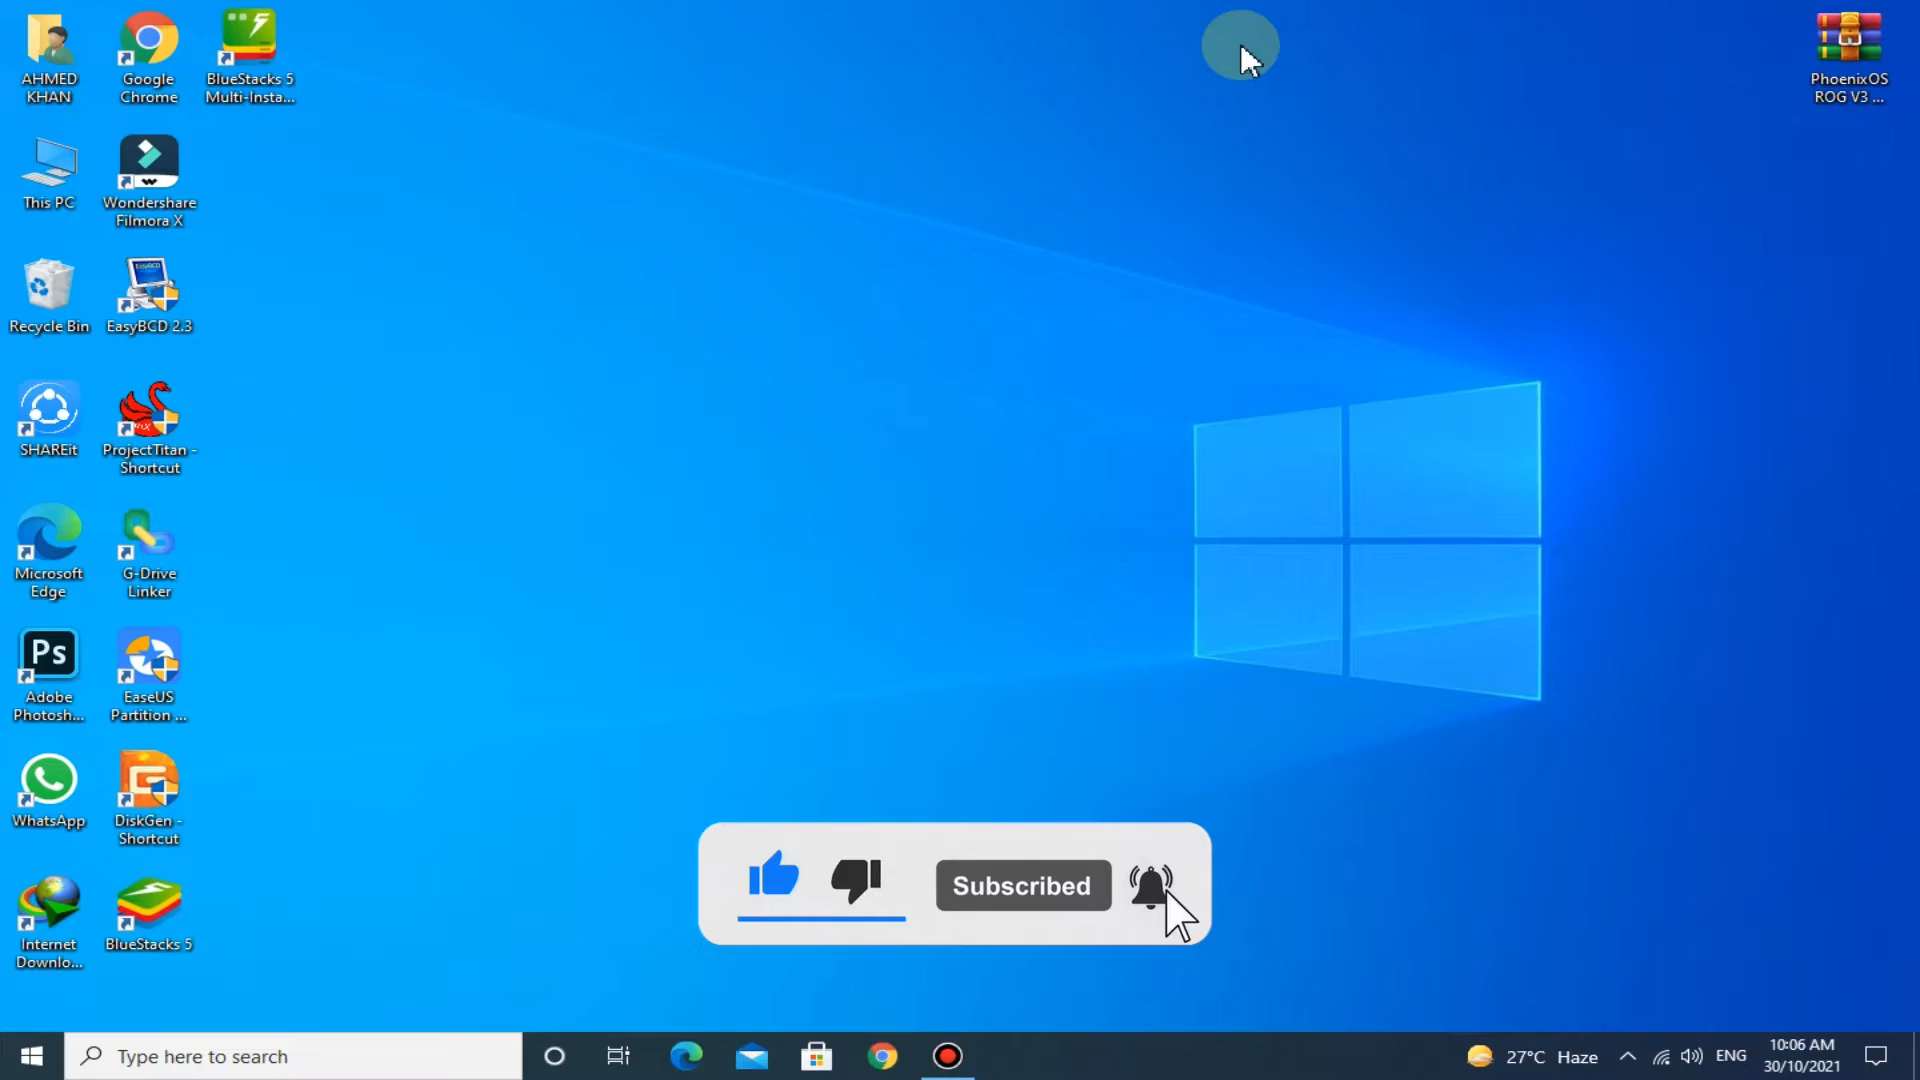 AHMED
KHAN
Google
Chrome
BlueStacks 5
Multi-Insta...
PhoenixOS
ROG V3 ...
This PC
Wondershare
Filmora X
Recycle Bin
EasyBCD 2.3
SHAREit
ProjectTitan -
Shortcut
Microsoft
Edge
G-Drive
Linker
Ps
Adobe
Photosh...
EaseUS
Partition ...
WhatsApp
DiskGen -
Shortcut
Internet
Downlo...
BlueStacks 5
Subscribed
Type here to search
27°C Haze
ENG
10:06 AM
30/10/2021